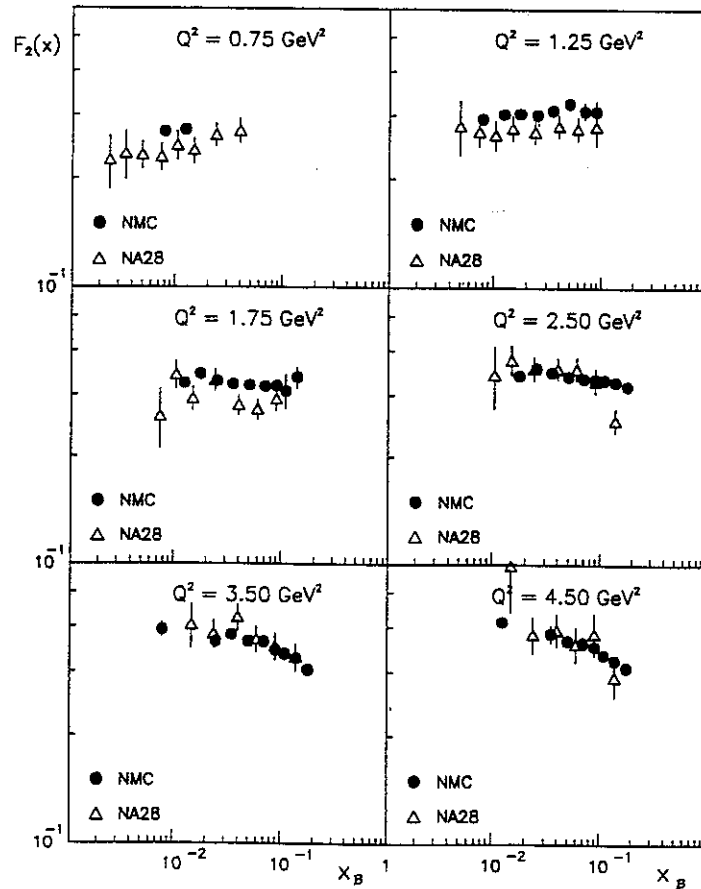 F₂(x)
Q² = 0.75 GeV²
Q² = 1.25 GeV²
NMC
NA28
NMC
NA28
10⁻¹
Q² = 1.75 GeV²
Q² = 2.50 GeV²
NMC
NA28
NMC
NA28
10⁻¹
Q² = 3.50 GeV²
Q² = 4.50 GeV²
NMC
NA28
NMC
NA28
10⁻¹
10⁻² 10⁻¹ 1 10⁻² 10⁻¹
X_B X_B